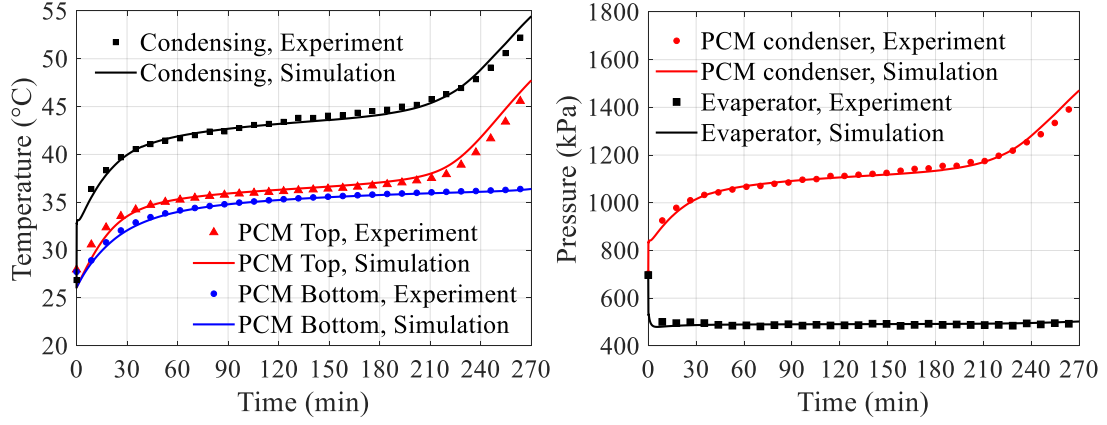 55
50
45
40
35
30
25
20
Temperature (°C)
Condensing, Experiment
Condensing, Simulation
PCM Top, Experiment
PCM Top, Simulation
PCM Bottom, Experiment
PCM Bottom, Simulation
0 30 60 90 120 150 180 210 240 270
Time (min)
1800
1600
1400
1200
1000
800
600
400
Pressure (kPa)
PCM condenser, Experiment
PCM condenser, Simulation
Evaperator, Experiment
Evaperator, Simulation
0 30 60 90 120 150 180 210 240 270
Time (min)